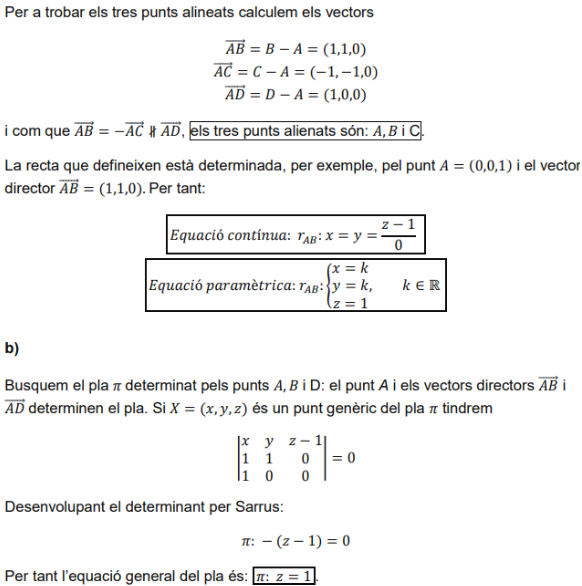 Per a trobar els tres punts alineats calculem els vectors
$\overrightarrow{AB} = B - A = (1,1,0)$
$\overrightarrow{AC} = C - A = (-1,-1,0)$
$\overrightarrow{AD} = D - A = (1,0,0)$
i com que $\overrightarrow{AB} = -\overrightarrow{AC} \nparallel \overrightarrow{AD}$, els tres punts alienats són: A, B i C.
La recta que defineixen està determinada, per exemple, pel punt A = (0,0,1) i el vector
director $\overrightarrow{AB} = (1,1,0)$. Per tant:
Equació contínua: $r_{AB}: x = y = \frac{z-1}{0}$
Equació paramètrica: $r_{AB}: \begin{cases} x = k \\ y = k, \\ z = 1 \end{cases} \quad k \in \mathbb{R}$
b)
Busquem el pla π determinat pels punts A, B i D: el punt A i els vectors directors $\overrightarrow{AB}$ i
$\overrightarrow{AD}$ determinen el pla. Si X = (x, y, z) és un punt genèric del pla π tindrem
$\begin{vmatrix} x & y & z-1 \\ 1 & 1 & 0 \\ 1 & 0 & 0 \end{vmatrix} = 0$
Desenvolupant el determinant per Sarrus:
π: − (z − 1) = 0
Per tant l'equació general del pla és: π: z = 1.